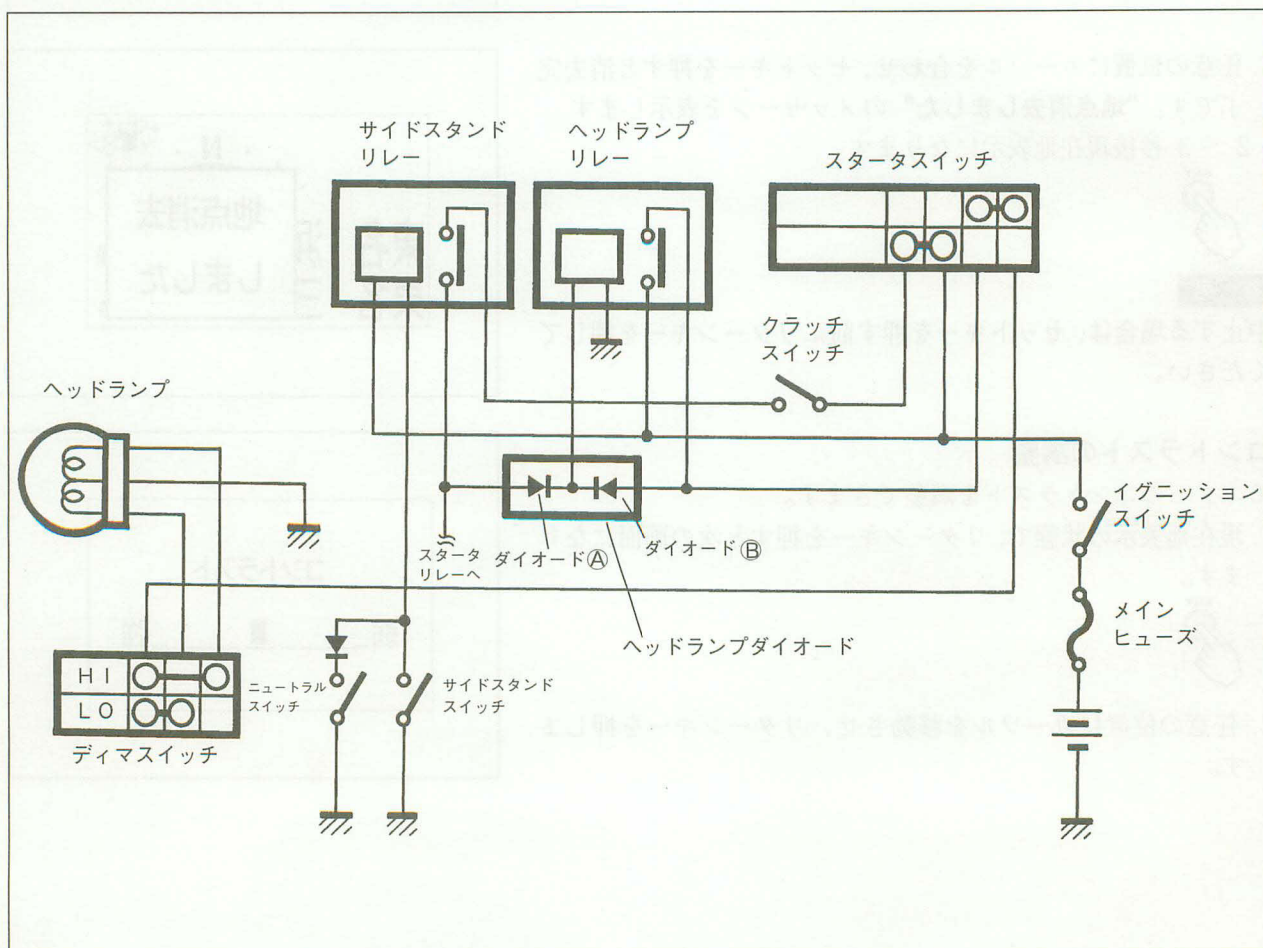 サイドスタンド
リレー
ヘッドランプ
リレー
スタータスイッチ
クラッチ
スイッチ
ヘッドランプ
イグニッション
スイッチ
スタータ
リレーへ
ダイオードⒶ
ダイオードⒷ
メイン
ヒューズ
ヘッドランプダイオード
HI
LO
ニュートラル
スイッチ
サイドスタンド
スイッチ
ディマスイッチ